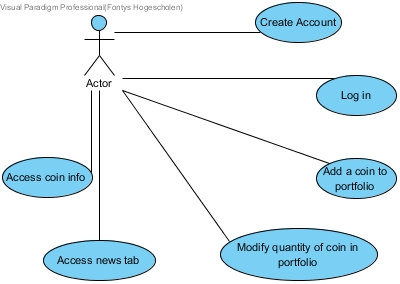 Visual Paradigm Professional(Fontys Hogescholen)
Create Account
Actor
Log in
Access coin info
Add a coin to
portfolio
Access news tab
Modify quantity of coin in
portfolio